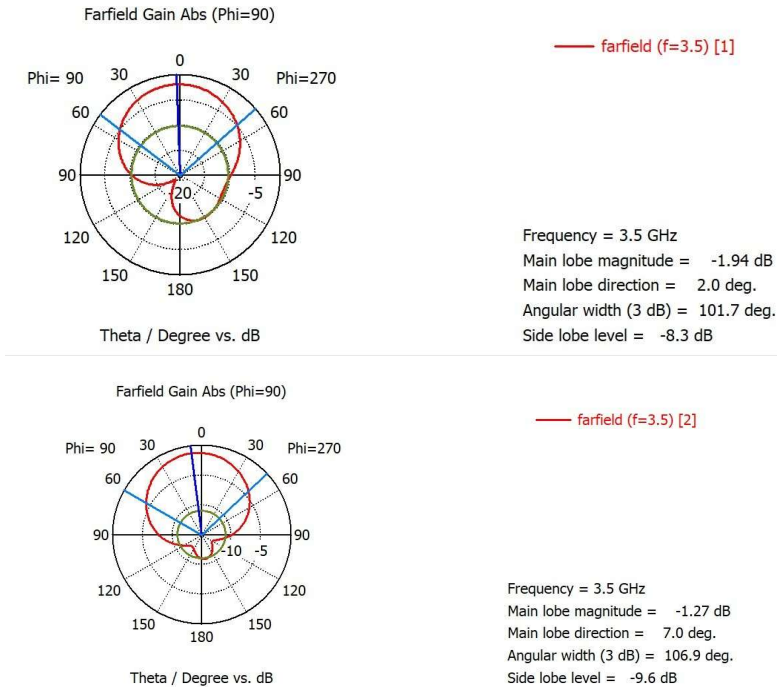 Farfield Gain Abs (Phi=90)
farfield (f=3.5) [1]
0
30 30
Phi= 90 Phi=270
60 60
90 -20 -5 90
120 120
150 150
180
Theta / Degree vs. dB
Frequency = 3.5 GHz
Main lobe magnitude = -1.94 dB
Main lobe direction = 2.0 deg.
Angular width (3 dB) = 101.7 deg.
Side lobe level = -8.3 dB
Farfield Gain Abs (Phi=90)
farfield (f=3.5) [2]
0
30 30
Phi= 90 Phi=270
60 60
90 -10 -5 90
120 120
150 150
180
Theta / Degree vs. dB
Frequency = 3.5 GHz
Main lobe magnitude = -1.27 dB
Main lobe direction = 7.0 deg.
Angular width (3 dB) = 106.9 deg.
Side lobe level = -9.6 dB